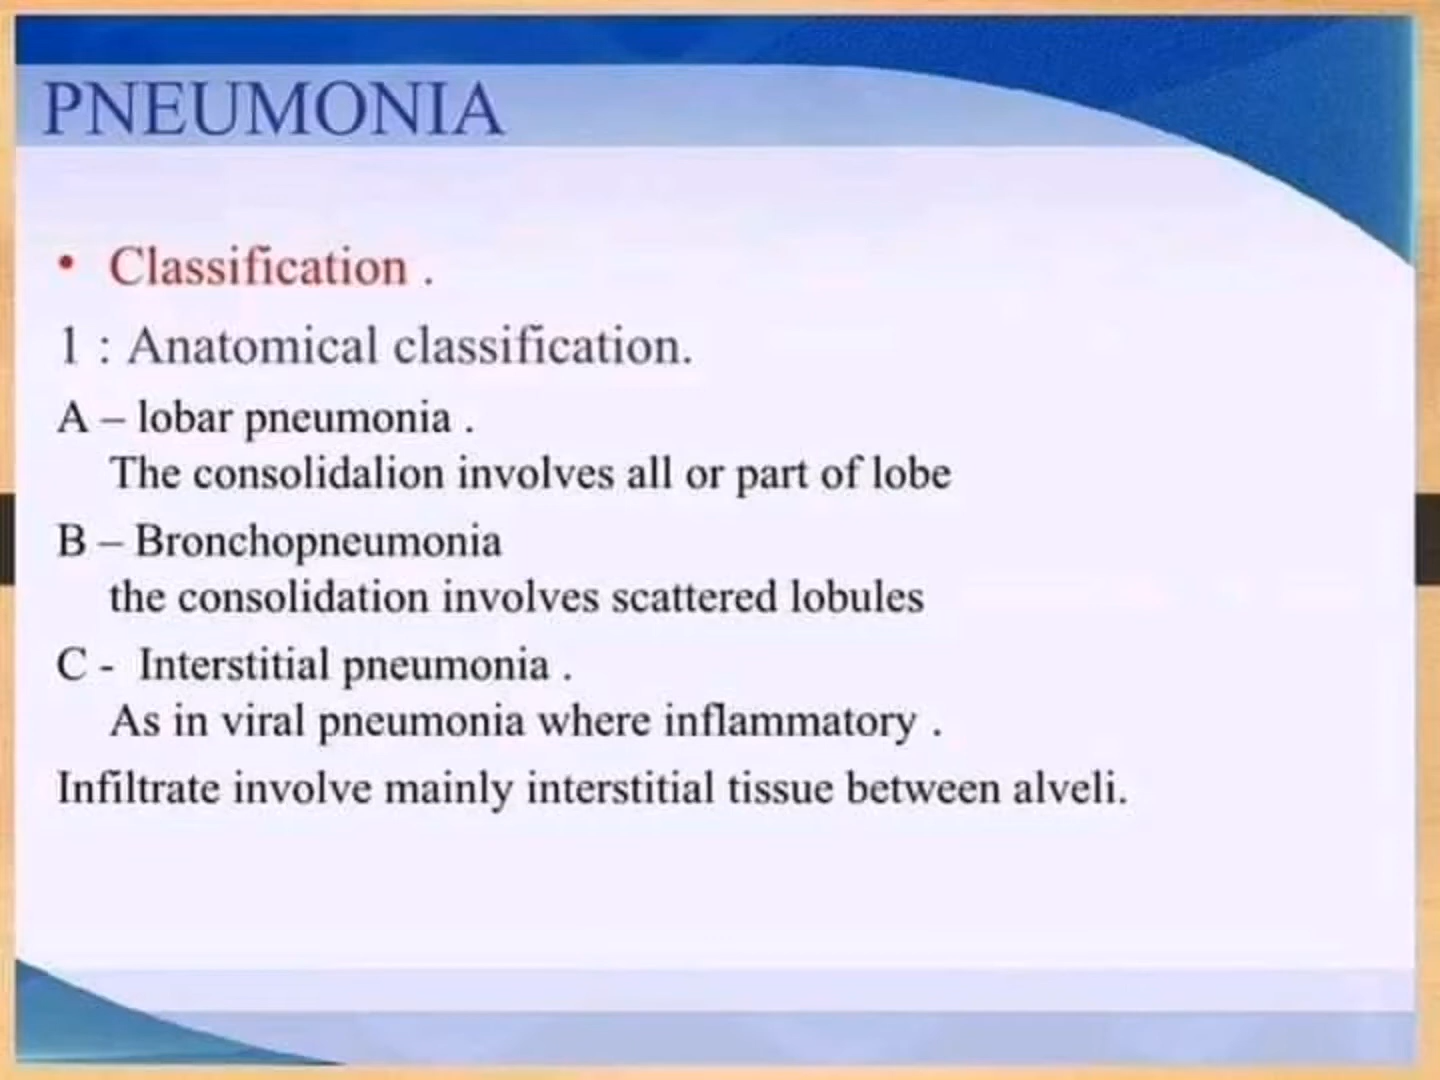 PNEUMONIA
• Classification .
1 : Anatomical classification.
A – lobar pneumonia .
The consolidalion involves all or part of lobe
B – Bronchopneumonia
the consolidation involves scattered lobules
C - Interstitial pneumonia .
As in viral pneumonia where inflammatory .
Infiltrate involve mainly interstitial tissue between alveli.